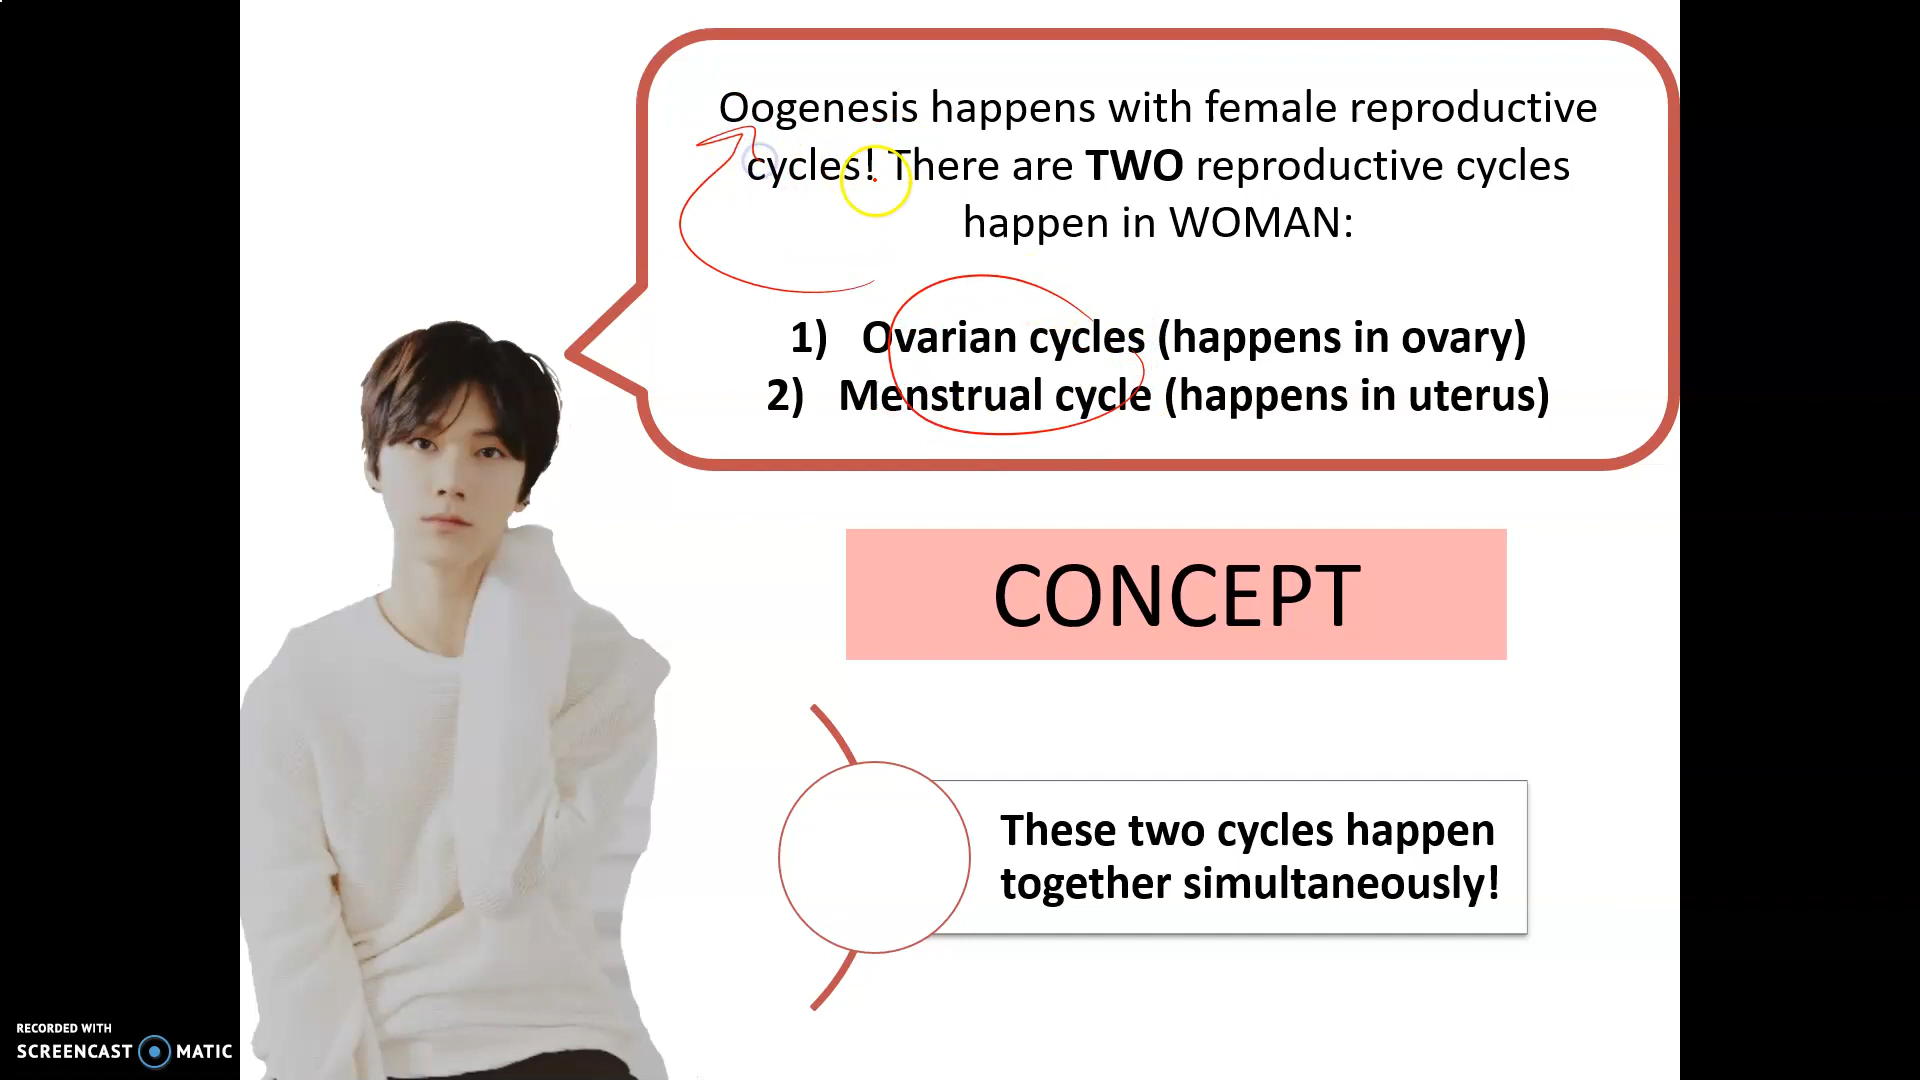 Oogenesis happens with female reproductive
cycles! There are TWO reproductive cycles
happen in WOMAN:
1) Ovarian cycles (happens in ovary)
2) Menstrual cycle (happens in uterus)
CONCEPT
These two cycles happen
together simultaneously!
RECORDED WITH
SCREENCAST MATIC